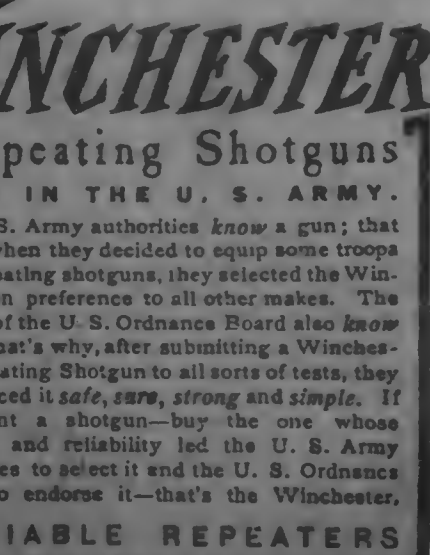 NCHESTER
peating Shotguns
IN THE U. S. ARMY.
S. Army authorities know a gun; that
when they decided to equip some troopa
ating shotguns, they selected the Win-
n preference to all other makes. The
of the U. S. Ordnance Board also know
hat's why, after submitting a Winches-
ating Shotgun to all sorts of tests, they
ced it safe, sure, strong and simple. If
nt a shotgun—buy the one whose
and reliability led the U. S. Army
es to select it and the U. S. Ordnance
o endorse it—that's the Winchester.
IABLE REPEATERS